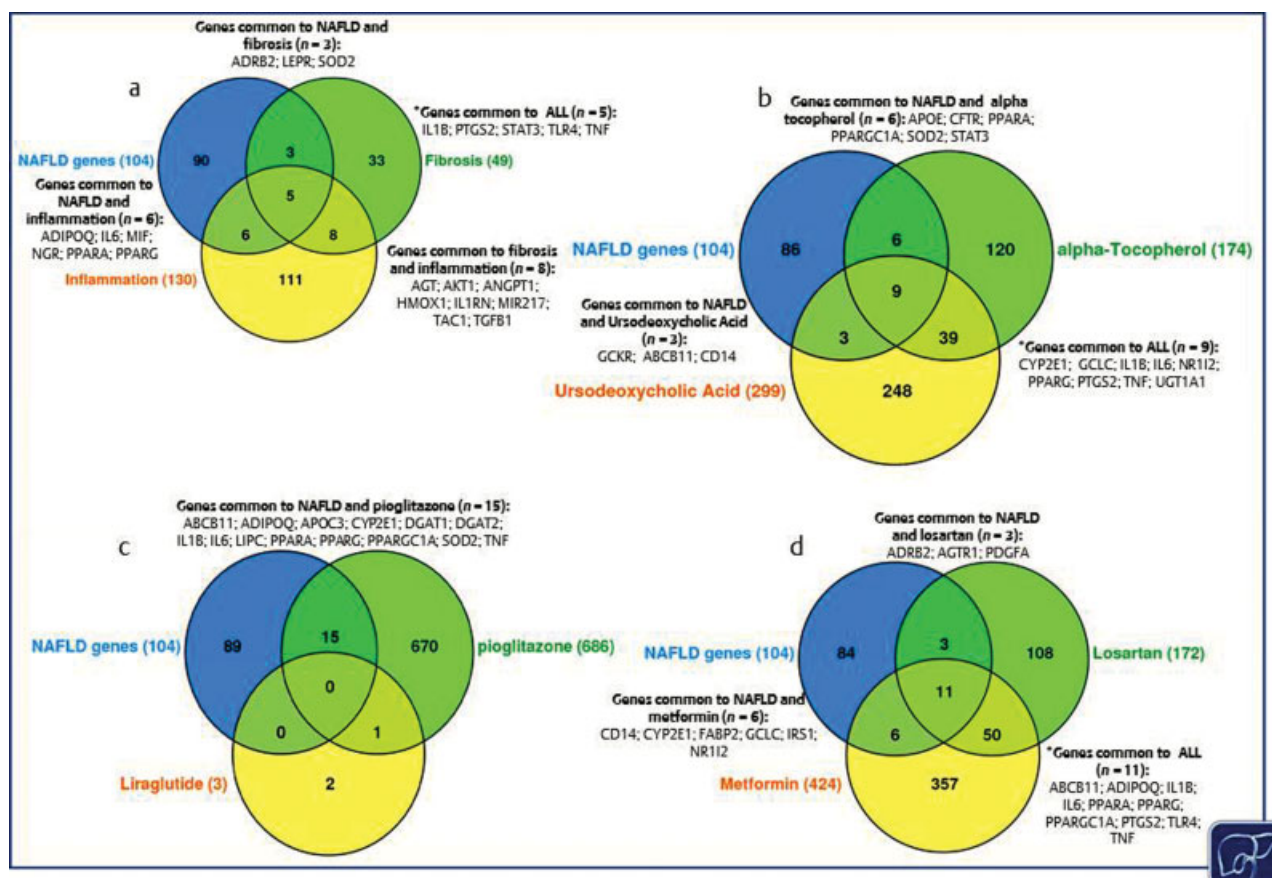 Genes common to NAFLD and
fibrosis (n = 3):
ADRB2; LEPR; SOD2
a
*Genes common to ALL (n = 5):
IL1B; PTGS2; STAT3; TLR4; TNF
NAFLD genes (104)
90
3
33
Fibrosis (49)
Genes common to
NAFLD and
inflammation (n = 6):
ADIPOQ; IL6; MIF;
NGR; PPARA; PPARG
5
6
8
Inflammation (130)
111
Genes common to fibrosis
and inflammation (n = 8):
AGT; AKT1; ANGPT1;
HMOX1; IL1RN; MIR217;
TAC1; TGFB1
b
Genes common to NAFLD and alpha
tocopherol (n = 6): APOE; CFTR; PPARA;
PPARGC1A; SOD2; STAT3
NAFLD genes (104)
86
6
120
alpha-Tocopherol (174)
9
Genes common to NAFLD
and Ursodeoxycholic Acid
(n = 3):
GCKR; ABCB11; CD14
3
39
*Genes common to ALL (n = 9):
CYP2E1; GCLC; IL1B; IL6; NR1I2;
PPARG; PTGS2; TNF; UGT1A1
Ursodeoxycholic Acid (299)
248
Genes common to NAFLD and pioglitazone (n = 15):
ABCB11; ADIPOQ; APOC3; CYP2E1; DGAT1; DGAT2;
IL1B; IL6; LIPC; PPARA; PPARG; PPARGC1A; SOD2; TNF
c
NAFLD genes (104)
89
15
670
pioglitazone (686)
0
0
1
Liraglutide (3)
2
Genes common to NAFLD
and losartan (n = 3):
ADRB2; AGTR1; PDGFA
d
NAFLD genes (104)
84
3
108
Losartan (172)
11
Genes common to NAFLD and
metformin (n = 6):
CD14; CYP2E1; FABP2; GCLC; IRS1;
NR1I2
6
50
Metformin (424)
357
*Genes common to ALL
(n = 11):
ABCB11; ADIPOQ; IL1B;
IL6; PPARA; PPARG;
PPARGC1A; PTGS2; TLR4;
TNF